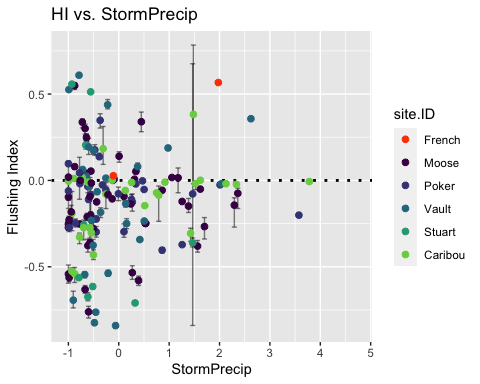 HI vs. StormPrecip
Flushing Index
0.5
0.0
-0.5
-1
0
1
2
3
4
5
StormPrecip
site.ID
French
Moose
Poker
Vault
Stuart
Caribou